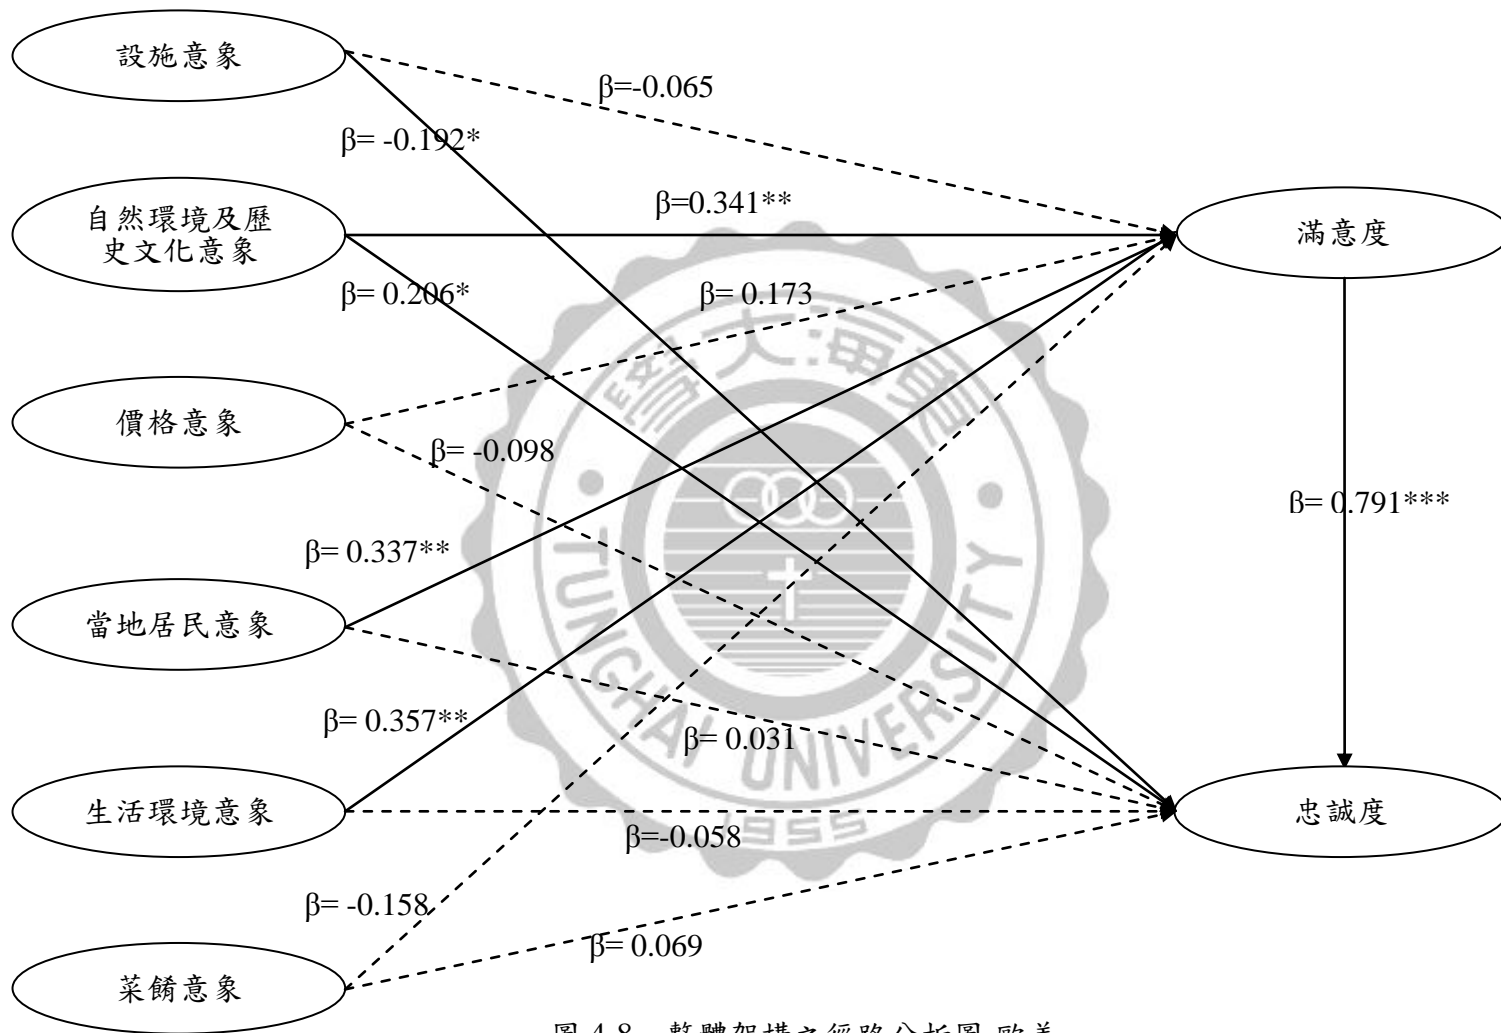 設施意象
β=-0.065
β= -0.192*
自然環境及歷
史文化意象
β=0.341**
滿意度
β= 0.206*
β= 0.173
價格意象
β= -0.098
β= 0.791***
β= 0.337**
當地居民意象
β= 0.357**
β= 0.031
生活環境意象
β=-0.058
忠誠度
β= -0.158
β= 0.069
菜餚意象
TUNGHAI UNIVERSITY
1955